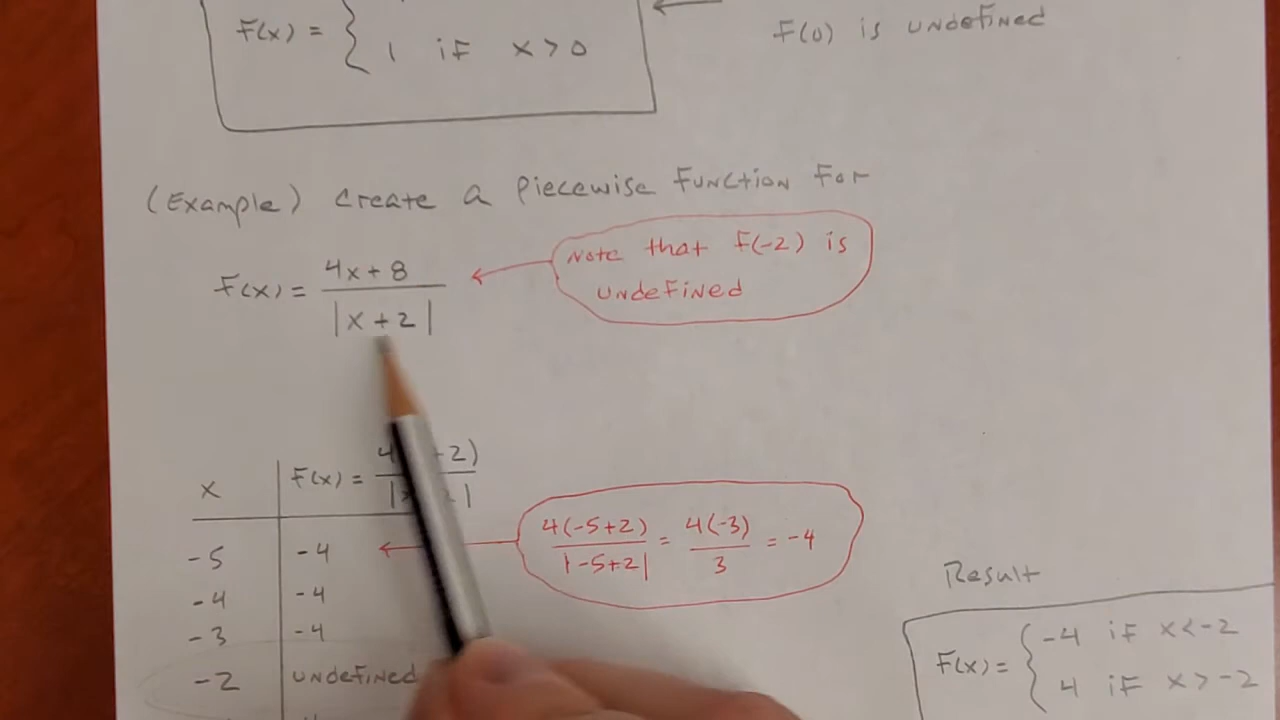 F(x) = {
1 if x > 0
F(0) is undefined
(Example) Create a Piecewise Function For
F(x) = 4x+8 / |x+2|
Note that F(-2) is
undefined
x | F(x) =
-5 | -4
4(-5+2) / |-5+2| = 4(-3) / 3 = -4
-4 | -4
-3 | -4
-2 | undefined
Result
F(x) = { -4 if x < -2
4 if x > -2